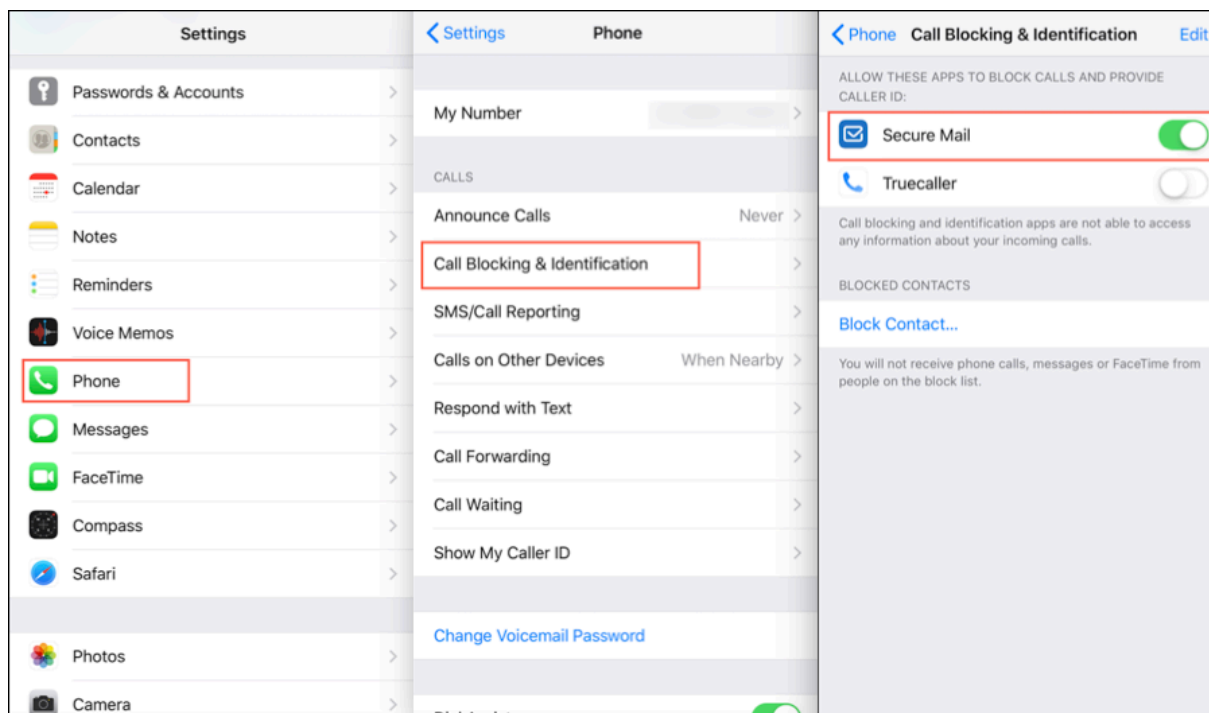 Settings
Passwords & Accounts
Contacts
Calendar
Notes
Reminders
Voice Memos
Phone
Messages
FaceTime
Compass
Safari
Photos
Camera
Settings
Phone
My Number
CALLS
Announce Calls Never
Call Blocking & Identification
SMS/Call Reporting
Calls on Other Devices When Nearby
Respond with Text
Call Forwarding
Call Waiting
Show My Caller ID
Change Voicemail Password
Phone Call Blocking & Identification Edit
ALLOW THESE APPS TO BLOCK CALLS AND PROVIDE
CALLER ID:
Secure Mail
Truecaller
Call blocking and identification apps are not able to access
any information about your incoming calls.
BLOCKED CONTACTS
Block Contact...
You will not receive phone calls, messages or FaceTime from
people on the block list.